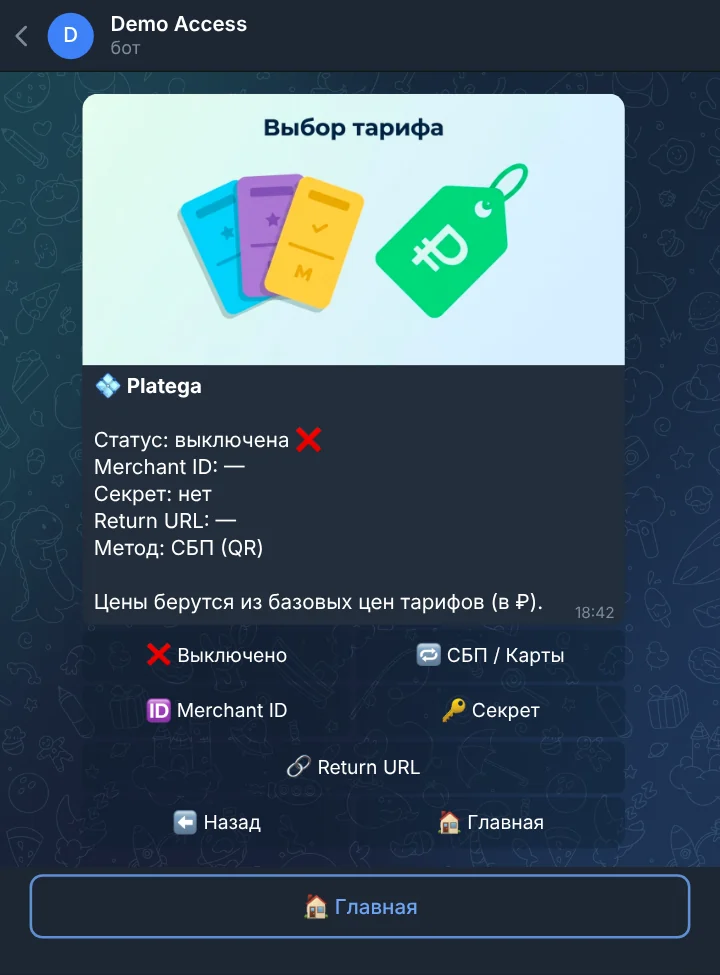 D
Demo Access
бот
Выбор тарифа
M
₽
💠 Platega
Статус: выключена ❌
Merchant ID: —
Секрет: нет
Return URL: —
Метод: СБП (QR)
Цены берутся из базовых цен тарифов (в ₽).
18:42
❌ Выключено
🔁 СБП / Карты
🆔 Merchant ID
🔑 Секрет
🔗 Return URL
⬅️ Назад
🏠 Главная
🏠 Главная